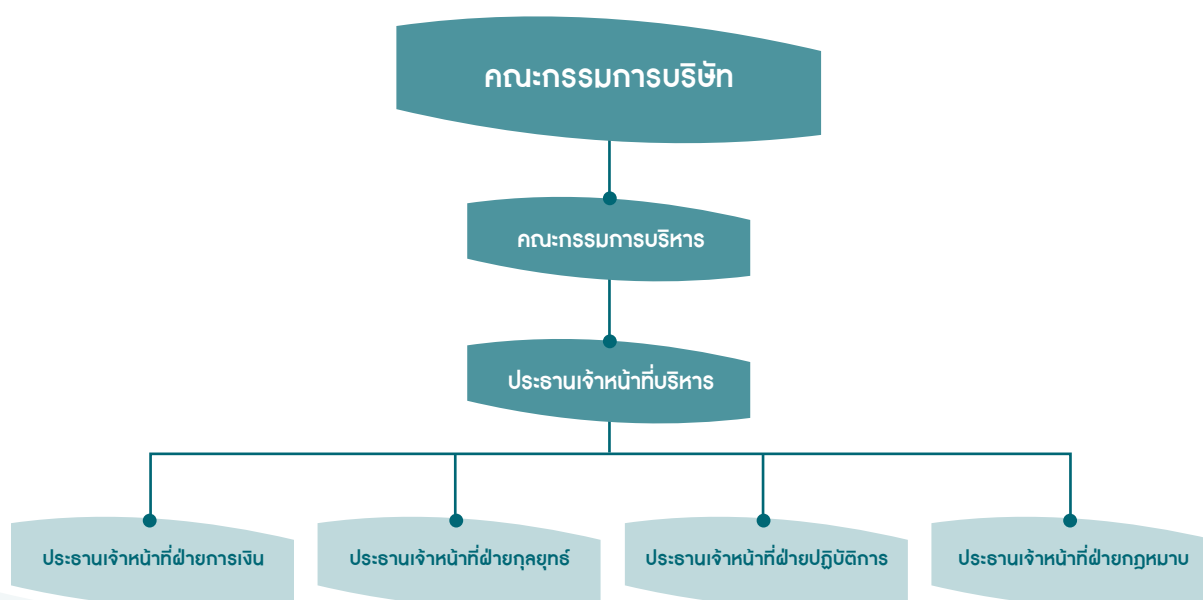 คณะกรรมการบริษัท
คณะกรรมการบริหาร
ประธานเจ้าหน้าที่บริหาร
ประธานเจ้าหน้าที่ฝ่ายการเงิน
ประธานเจ้าหน้าที่ฝ่ายกุลยุทธ์
ประธานเจ้าหน้าที่ฝ่ายปฏิบัติการ
ประธานเจ้าหน้าที่ฝ่ายกฎหมาบ